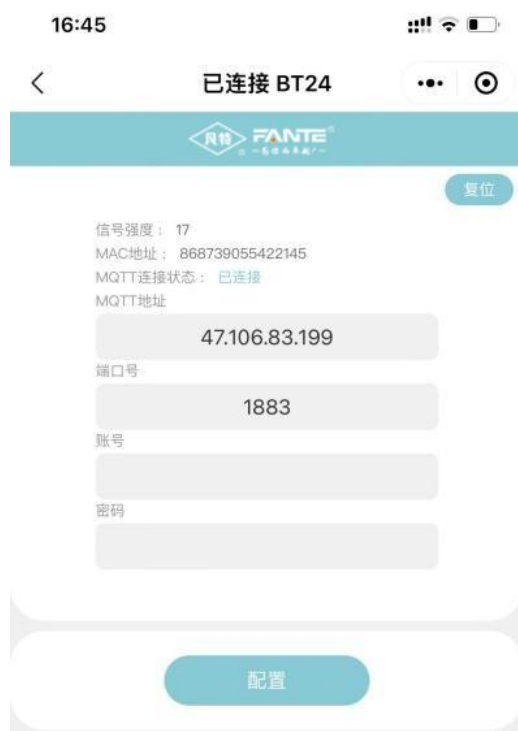 16:45
已连接 BT24
凡特 FANTE
复位
信号强度： 17
MAC地址： 868739055422145
MQTT连接状态： 已连接
MQTT地址
47.106.83.199
端口号
1883
账号
密码
配置